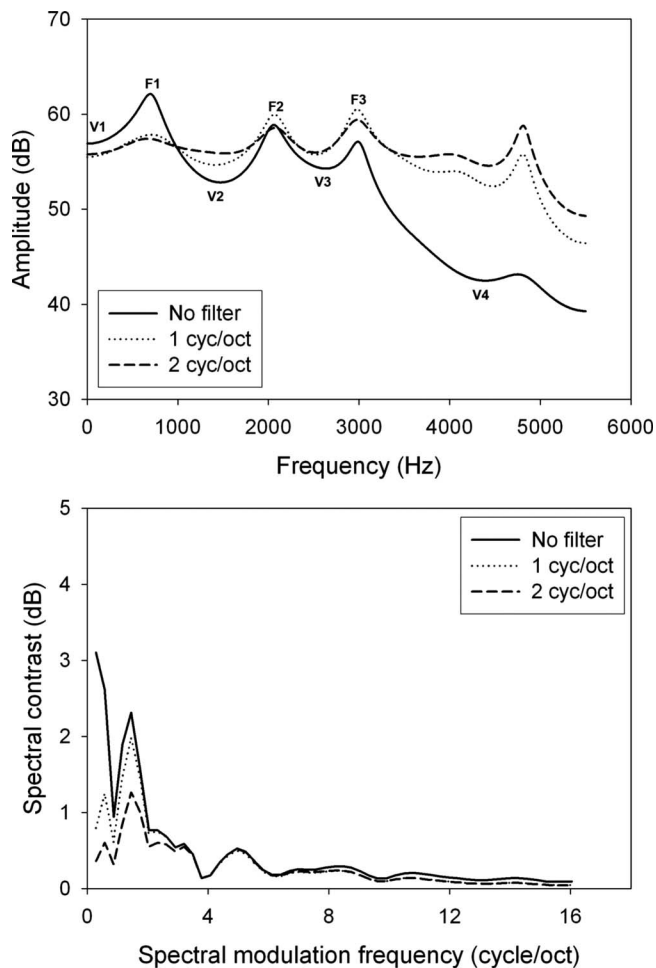 70
60
50
40
30
Amplitude (dB)
V1
F1
V2
F2
V3
F3
V4
No filter
1 cyc/oct
2 cyc/oct
0 1000 2000 3000 4000 5000 6000
Frequency (Hz)
5
4
3
2
1
0
Spectral contrast (dB)
No filter
1 cyc/oct
2 cyc/oct
0 4 8 12 16
Spectral modulation frequency (cycle/oct)